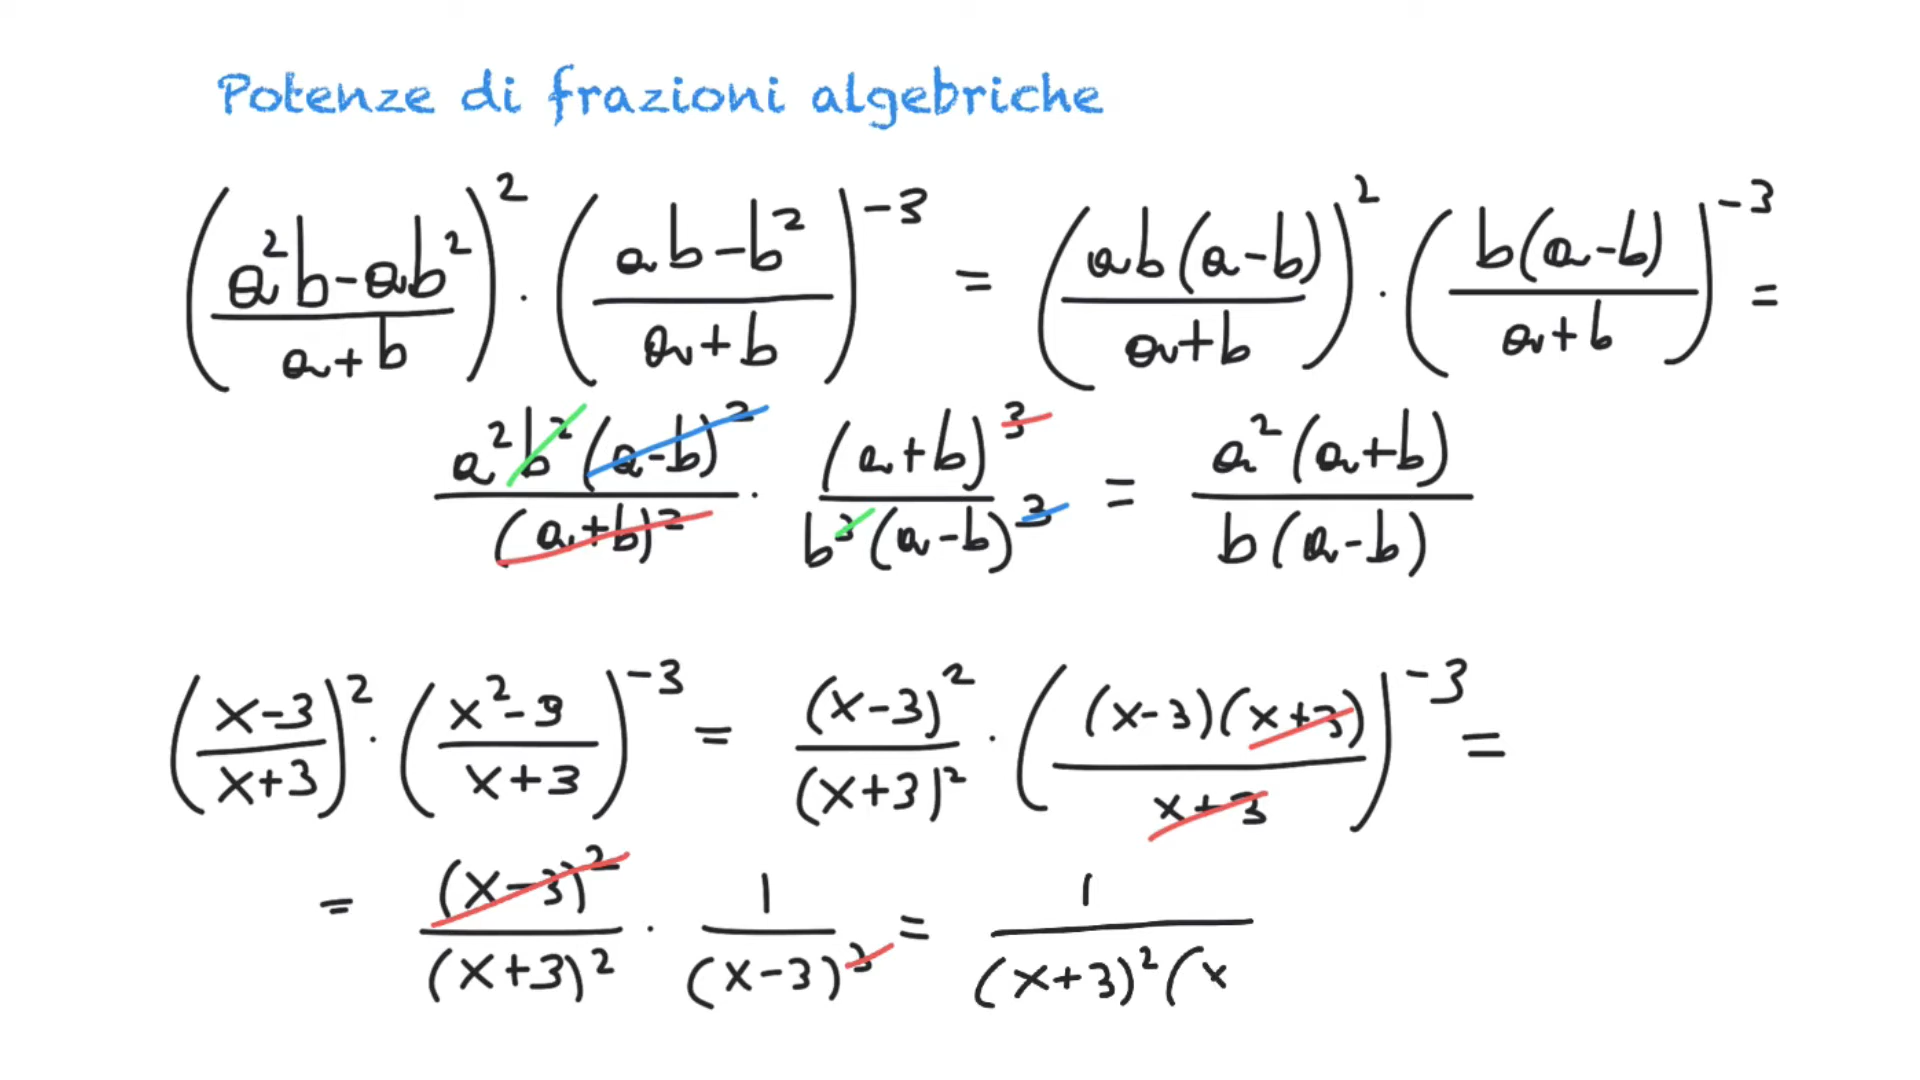 Potenze di frazioni algebriche
(a²b-ab²/a+b)² · (ab-b²/a+b)⁻³ = (ab(a-b)/a+b)² · (b(a-b)/a+b)⁻³ =
a²b²(a-b)²/(a+b)² · (a+b)³/b³(a-b)³ = a²(a+b)/b(a-b)
(x-3/x+3)² · (x²-9/x+3)⁻³ = (x-3)²/(x+3)² · ((x-3)(x+3)/x+3)⁻³ =
= (x-3)²/(x+3)² · 1/(x-3)³ = 1/(x+3)²(x